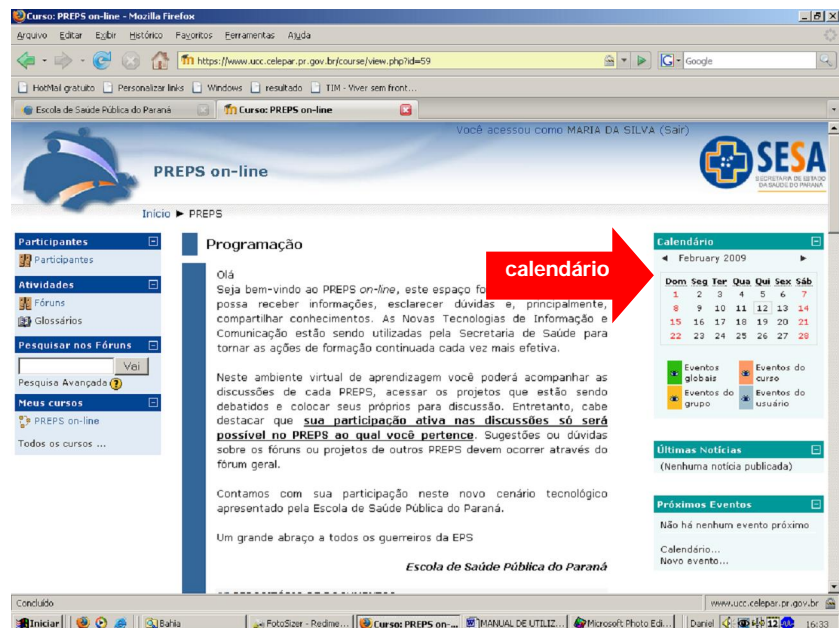 Curso: PREPS on-line - Mozilla Firefox
Arquivo Editar Exibir Histórico Favoritos Ferramentas Ajuda
https://www.ucc.celepar.pr.gov.br/course/view.php?id=59
Google
HotMail gratuito Personalizar links Windows resultado TIM - Viver sem front...
Escola de Saúde Pública do Paraná
Curso: PREPS on-line
Você acessou como MARIA DA SILVA (Sair)
PREPS on-line
SESA
SECRETARIA DE ESTADO
DA SAÚDE DO PARANÁ
Início ► PREPS
Participantes
Participantes
Atividades
Fóruns
Glossários
Pesquisar nos Fóruns
Vai
Pesquisa Avançada ?
Meus cursos
PREPS on-line
Todos os cursos ...
Programação
Olá
Seja bem-vindo ao PREPS on-line, este espaço fo
possa receber informações, esclarecer dúvidas e, principalmente,
compartilhar conhecimentos. As Novas Tecnologias de Informação e
Comunicação estão sendo utilizadas pela Secretaria de Saúde para
tornar as ações de formação continuada cada vez mais efetiva.
Neste ambiente virtual de aprendizagem você poderá acompanhar as
discussões de cada PREPS, acessar os projetos que estão sendo
debatidos e colocar seus próprios para discussão. Entretanto, cabe
destacar que sua participação ativa nas discussões só será
possível no PREPS ao qual você pertence. Sugestões ou dúvidas
sobre os fóruns ou projetos de outros PREPS devem ocorrer através do
fórum geral.
Contamos com sua participação neste novo cenário tecnológico
apresentado pela Escola de Saúde Pública do Paraná.
Um grande abraço a todos os guerreiros da EPS
Escola de Saúde Pública do Paraná
calendário
Calendário
◄ February 2009 ►
Dom Seg Ter Qua Qui Sex Sáb
1 2 3 4 5 6 7
8 9 10 11 12 13 14
15 16 17 18 19 20 21
22 23 24 25 26 27 28
Eventos globais
Eventos do curso
Eventos do grupo
Eventos do usuário
Últimas Notícias
(Nenhuma notícia publicada)
Próximos Eventos
Não há nenhum evento próximo
Calendário...
Novo evento...
Concluído
www.ucc.celepar.pr.gov.br
Iniciar
Bahia
FotoSizer - Redime...
Curso: PREPS on-...
MANUAL DE UTILIZ...
Microsoft Photo Edi...
Daniel
12
16:33